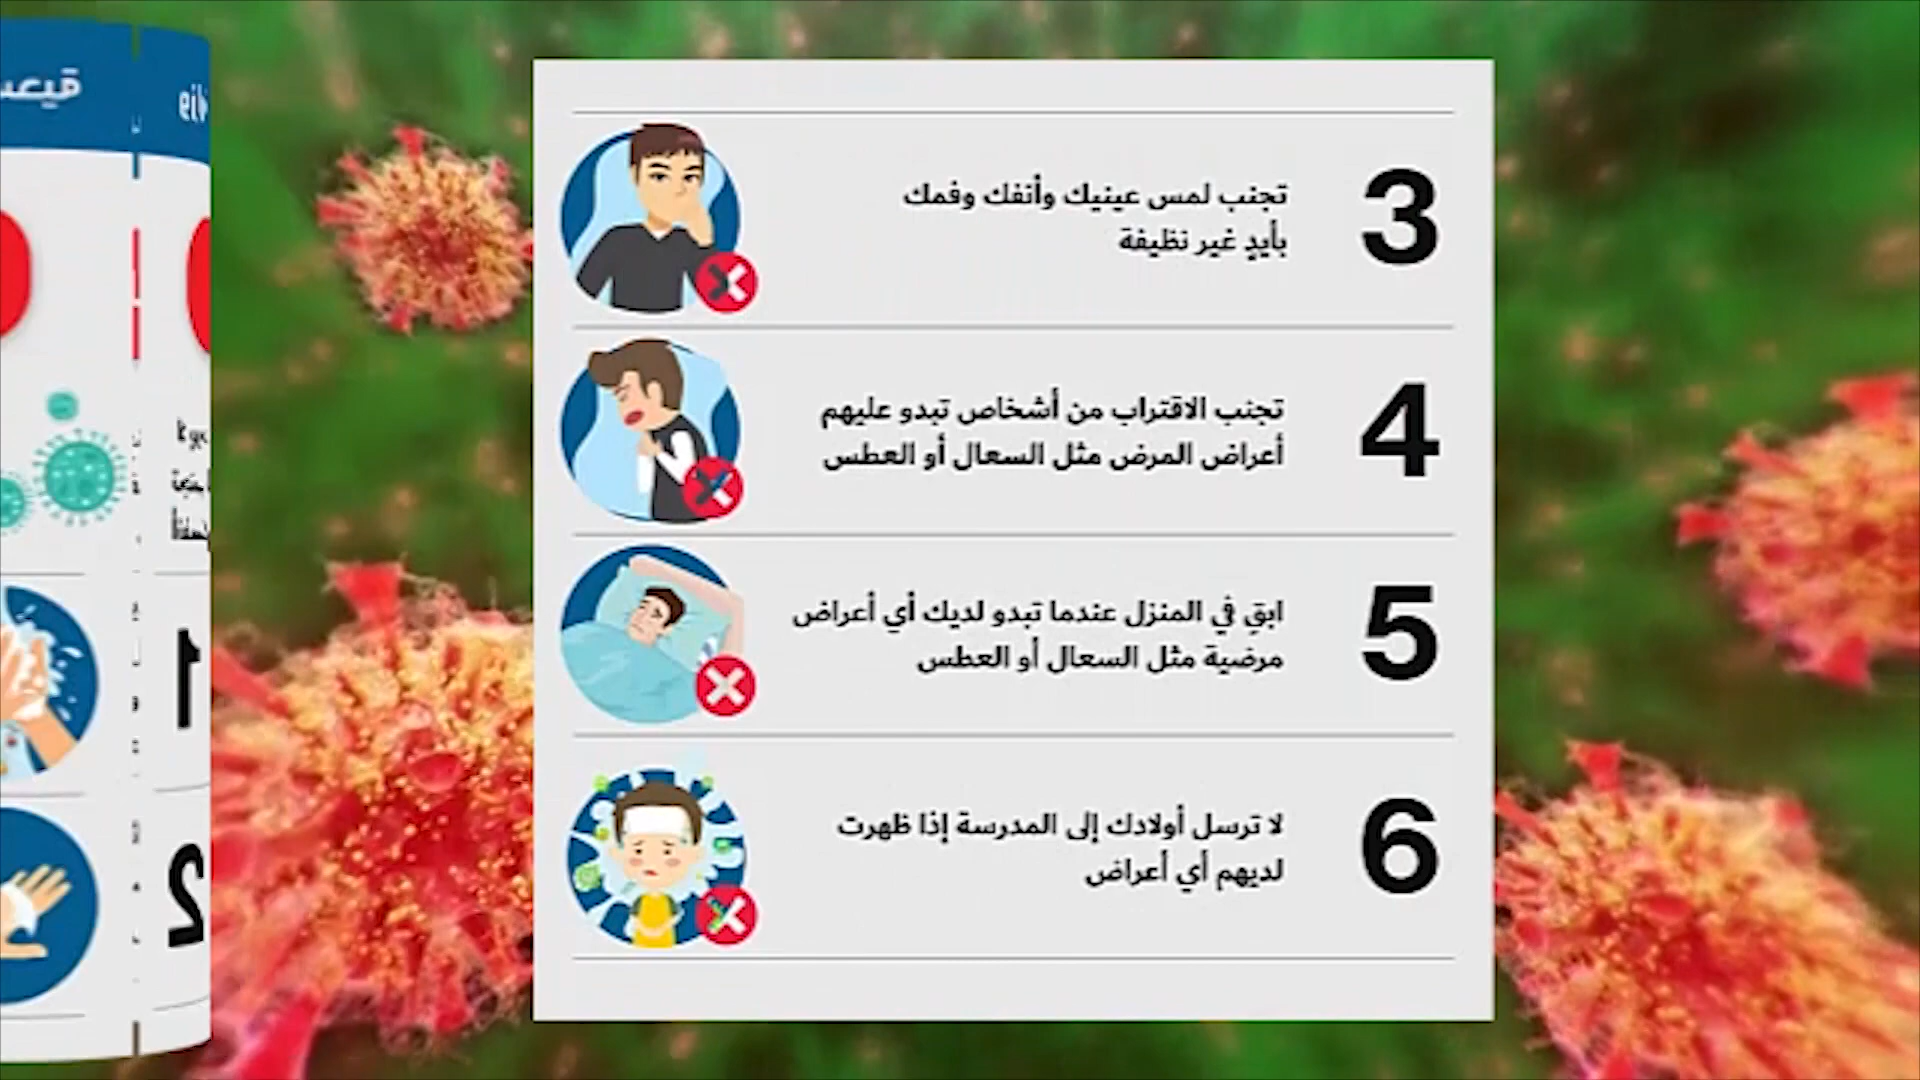 3
تجنب لمس عينيك وأنفك وفمك
بأيدٍ غير نظيفة
4
تجنب الاقتراب من أشخاص تبدو عليهم
أعراض المرض مثل السعال أو العطس
5
ابقِ في المنزل عندما تبدو لديك أي أعراض
مرضية مثل السعال أو العطس
6
لا ترسل أولادك إلى المدرسة إذا ظهرت
لديهم أي أعراض
1
2